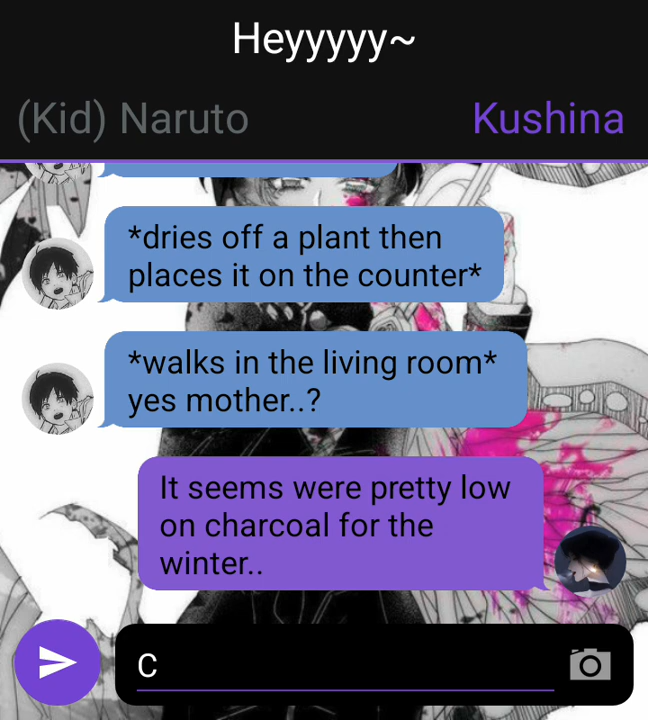 Heyyyyy~
(Kid) Naruto Kushina
*dries off a plant then
places it on the counter*
*walks in the living room*
yes mother..?
It seems were pretty low
on charcoal for the
winter..
C